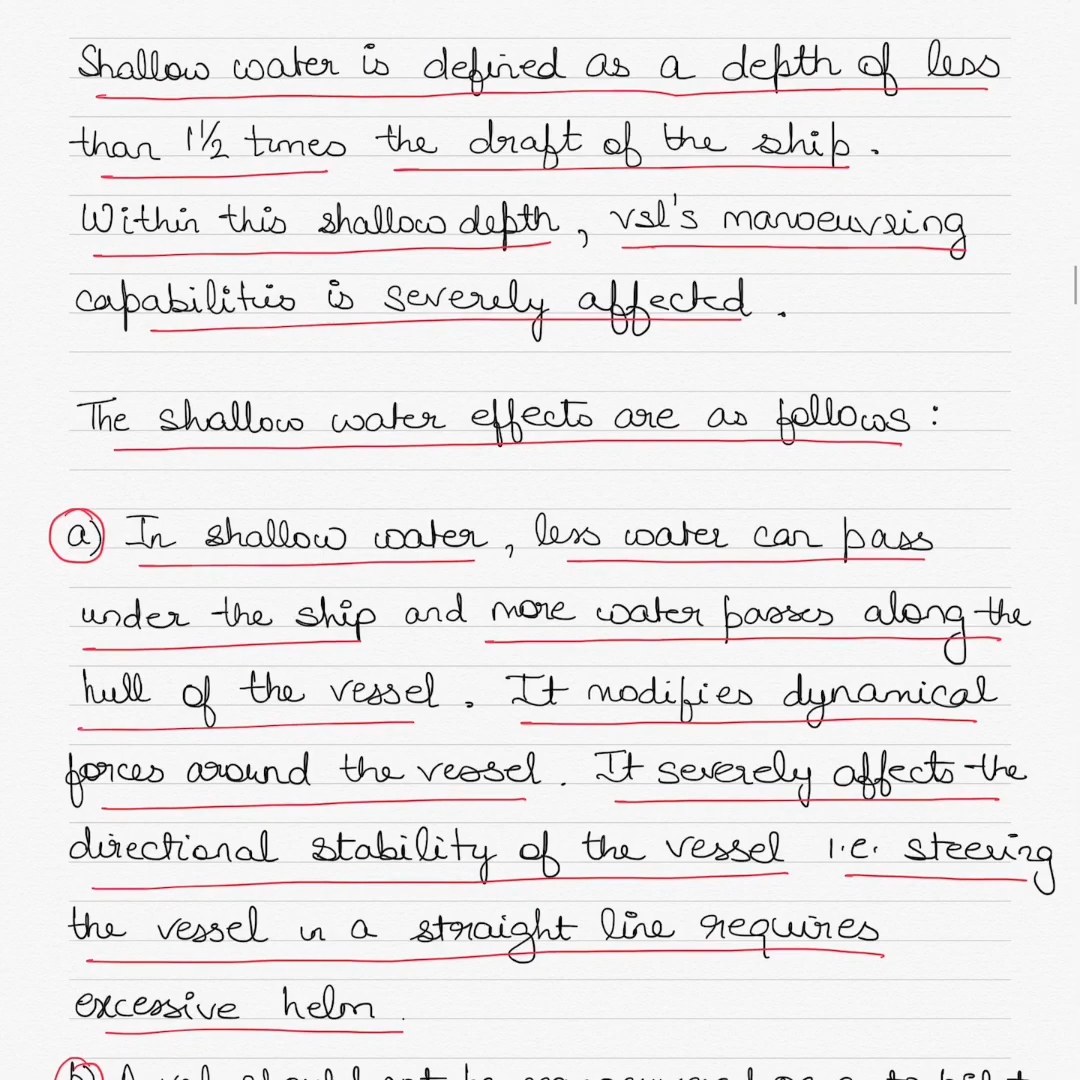 Shallow water is defined as a depth of less
than 1½ times the draft of the ship.
Within this shallow depth, vsl's manoeuvring
capabilities is severely affected.
The shallow water effects are as follows:
a) In shallow water, less water can pass
under the ship and more water passes along the
hull of the vessel. It modifies dynamical
forces around the vessel. It severely affects the
directional stability of the vessel i.e. steering
the vessel in a straight line requires
excessive helm.
b) A vsl should not be